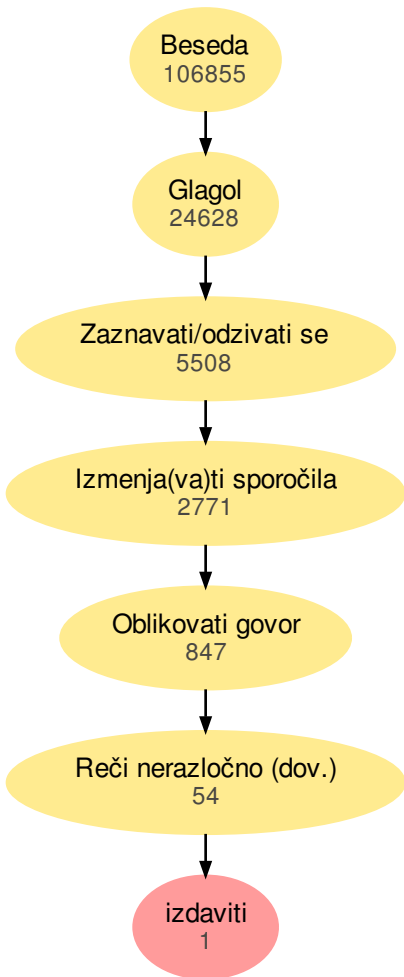 Beseda
106855
Glagol
24628
Zaznavati/odzivati se
5508
Izmenja(va)ti sporočila
2771
Oblikovati govor
847
Reči nerazločno (dov.)
54
izdaviti
1